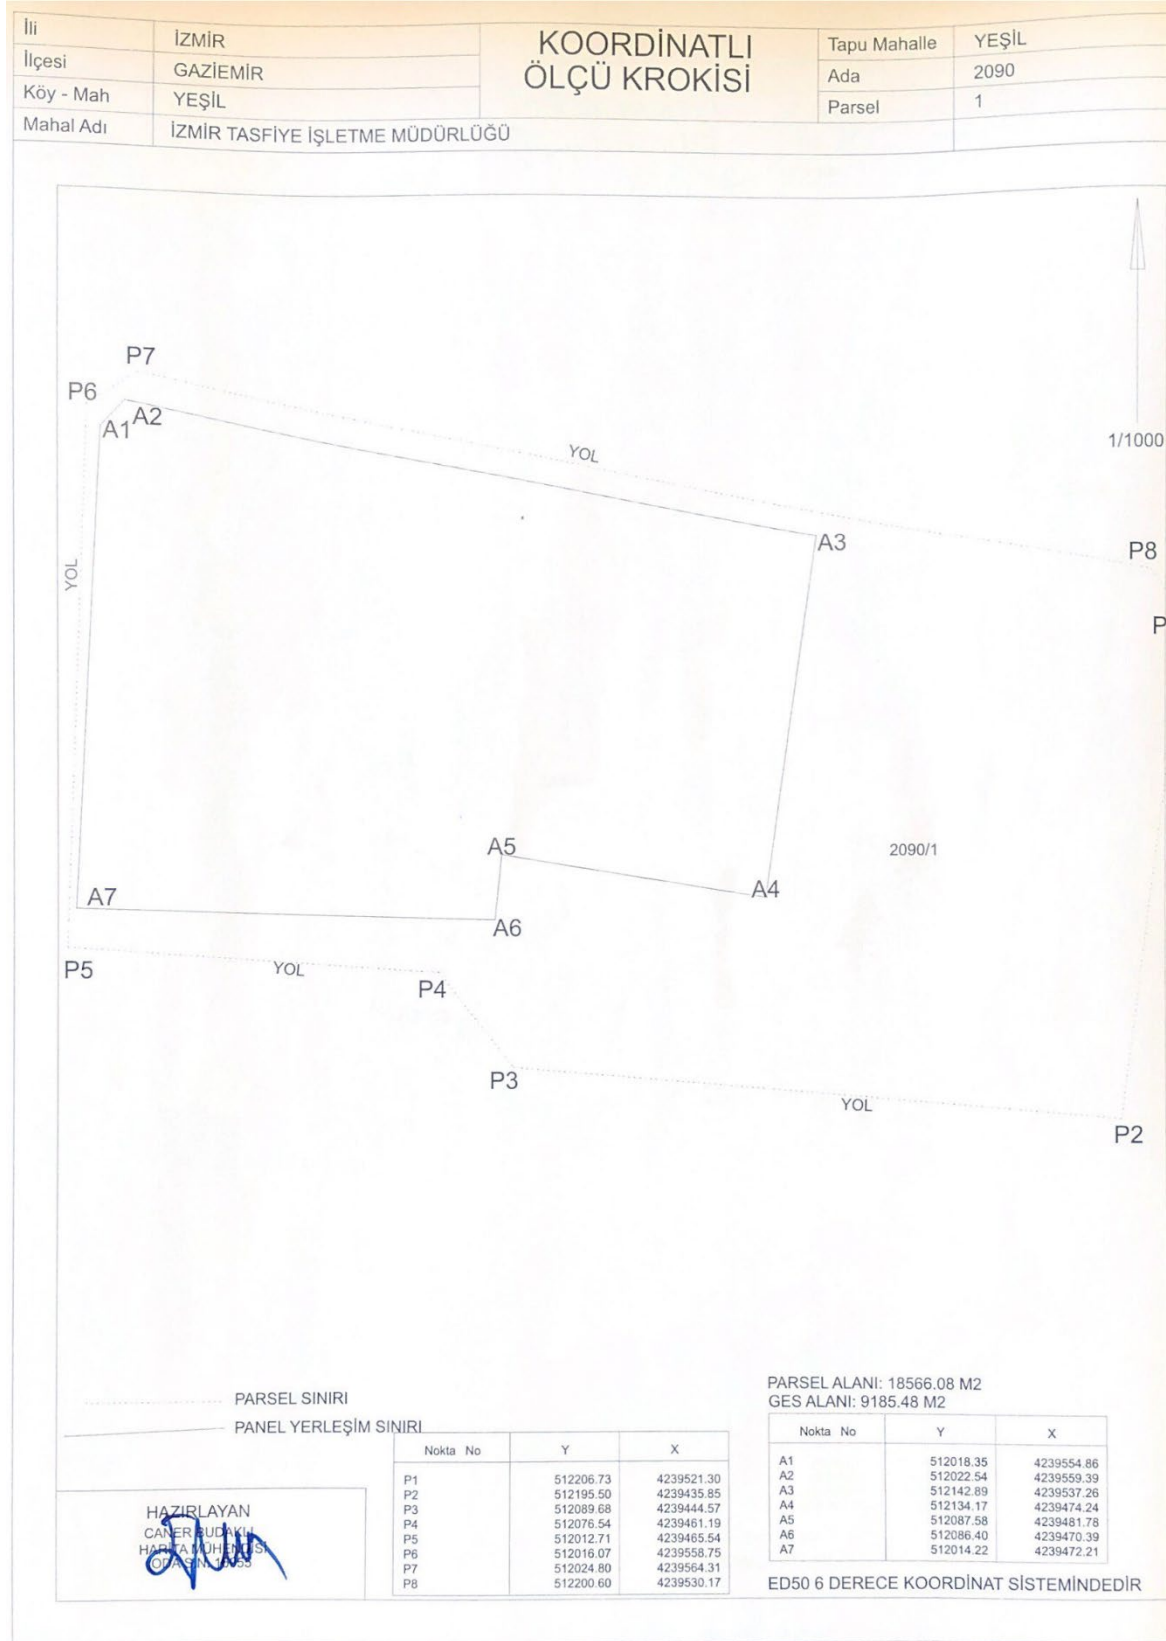 İli İZMİR KOORDİNATLI ÖLÇÜ KROKİSİ Tapu Mahalle YEŞİL
İlçesi GAZİEMİR Ada 2090
Köy - Mah YEŞİL Parsel 1
Mahal Adı İZMİR TASFİYE İŞLETME MÜDÜRLÜĞÜ
P7
P6
A1 A2
YOL
1/1000
A3
P8
YOL
P
A5
2090/1
A7
A4
A6
P5
YOL
P4
P3
YOL
P2
PARSEL SINIRI
PANEL YERLEŞİM SINIRI
Nokta No Y X
P1 512206.73 4239521.30
P2 512195.50 4239435.85
P3 512089.68 4239444.57
P4 512076.54 4239461.19
P5 512012.71 4239465.54
P6 512016.07 4239558.75
P7 512024.80 4239564.31
P8 512200.60 4239530.17
PARSEL ALANI: 18566.08 M2
GES ALANI: 9185.48 M2
Nokta No Y X
A1 512018.35 4239554.86
A2 512022.54 4239559.39
A3 512142.89 4239537.26
A4 512134.17 4239474.24
A5 512087.58 4239481.78
A6 512086.40 4239470.39
A7 512014.22 4239472.21
ED50 6 DERECE KOORDİNAT SİSTEMİNDEDİR
HAZIRLAYAN
CANER BUDAKLI
HARİTA MÜHENDİSİ